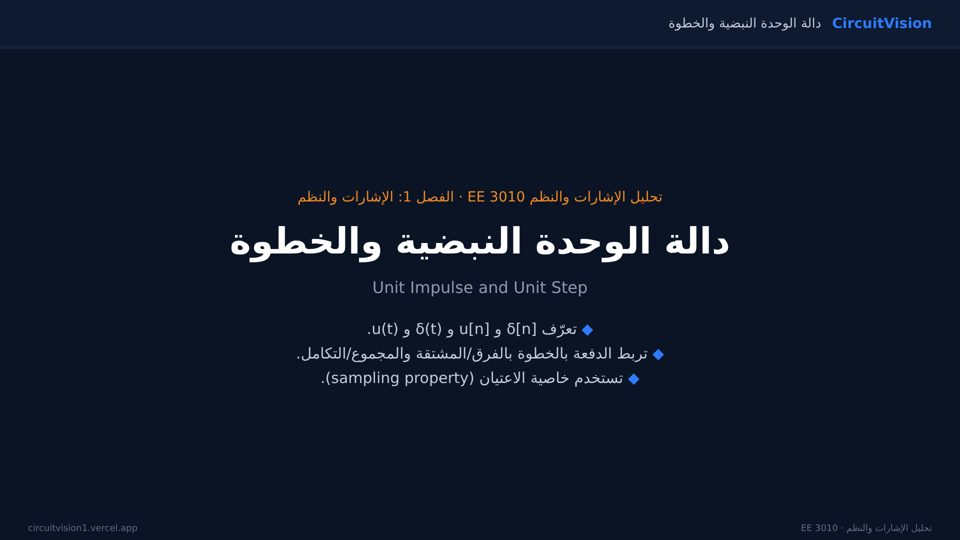 CircuitVision دالة الوحدة النبضية والخطوة
تحليل الإشارات والنظم EE 3010 · الفصل 1: الإشارات والنظم
دالة الوحدة النبضية والخطوة
Unit Impulse and Unit Step
◆ تعرّف δ[n] و u[n] و δ(t) و u(t).
◆ تربط الدفعة بالخطوة بالفرق/المشتقة والمجموع/التكامل.
◆ تستخدم خاصية الاعتيان (sampling property).
تحليل الإشارات والنظم · EE 3010
circuitvision1.vercel.app